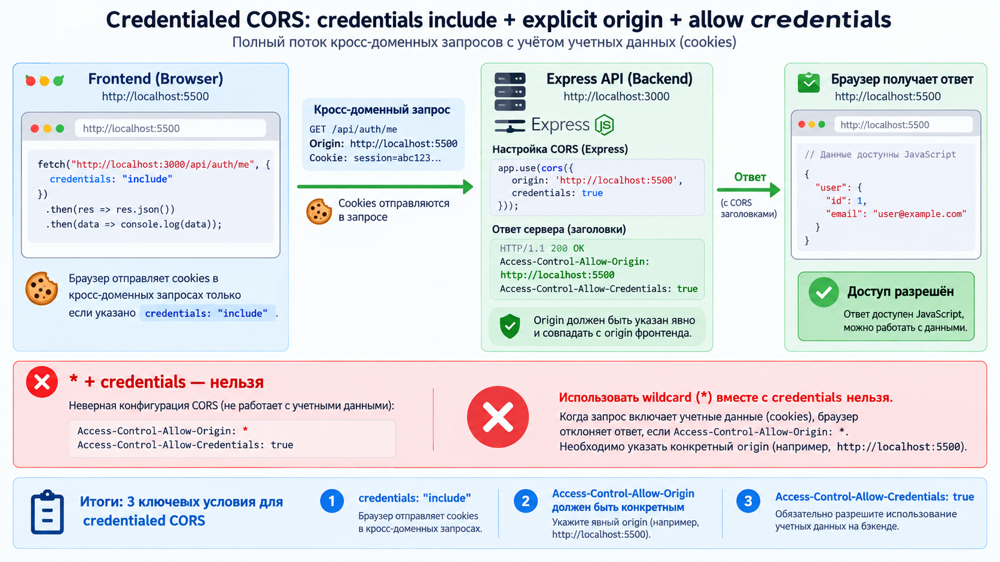 Credentialed CORS: credentials include + explicit origin + allow credentials
Полный поток кросс-доменных запросов с учётом учетных данных (cookies)
Frontend (Browser)
http://localhost:5500
http://localhost:5500
fetch("http://localhost:3000/api/auth/me", {
credentials: "include"
})
.then(res => res.json())
.then(data => console.log(data));
Браузер отправляет cookies в
кросс-доменных запросах только
если указано credentials: "include" .
Кросс-доменный запрос
GET /api/auth/me
Origin: http://localhost:5500
Cookie: session=abc123...
Cookies отправляются
в запросе
Express API (Backend)
http://localhost:3000
Express JS
Настройка CORS (Express)
app.use(cors({
origin: 'http://localhost:5500',
credentials: true
}));
Ответ сервера (заголовки)
HTTP/1.1 200 OK
Access-Control-Allow-Origin:
http://localhost:5500
Access-Control-Allow-Credentials: true
Origin должен быть указан явно
и совпадать с origin фронтенда.
Ответ
(с CORS
заголовками)
Браузер получает ответ
http://localhost:5500
http://localhost:5500
// Данные доступны JavaScript
{
"user": {
"id": 1,
"email": "user@example.com"
}
}
Доступ разрешён
Ответ доступен JavaScript,
можно работать с данными.
* + credentials — нельзя
Неверная конфигурация CORS (не работает с учетными данными):
Access-Control-Allow-Origin: *
Access-Control-Allow-Credentials: true
Использовать wildcard (*) вместе с credentials нельзя.
Когда запрос включает учетные данные (cookies), браузер
отклоняет ответ, если Access-Control-Allow-Origin: *.
Необходимо указать конкретный origin (например, http://localhost:5500).
Итоги: 3 ключевых условия для
credentialed CORS
1
credentials: "include"
Браузер отправляет cookies
в кросс-доменных запросах.
2
Access-Control-Allow-Origin
должен быть конкретным
Укажите явный origin (например,
http://localhost:5500).
3
Access-Control-Allow-Credentials: true
Обязательно разрешите использование
учетных данных на бэкенде.